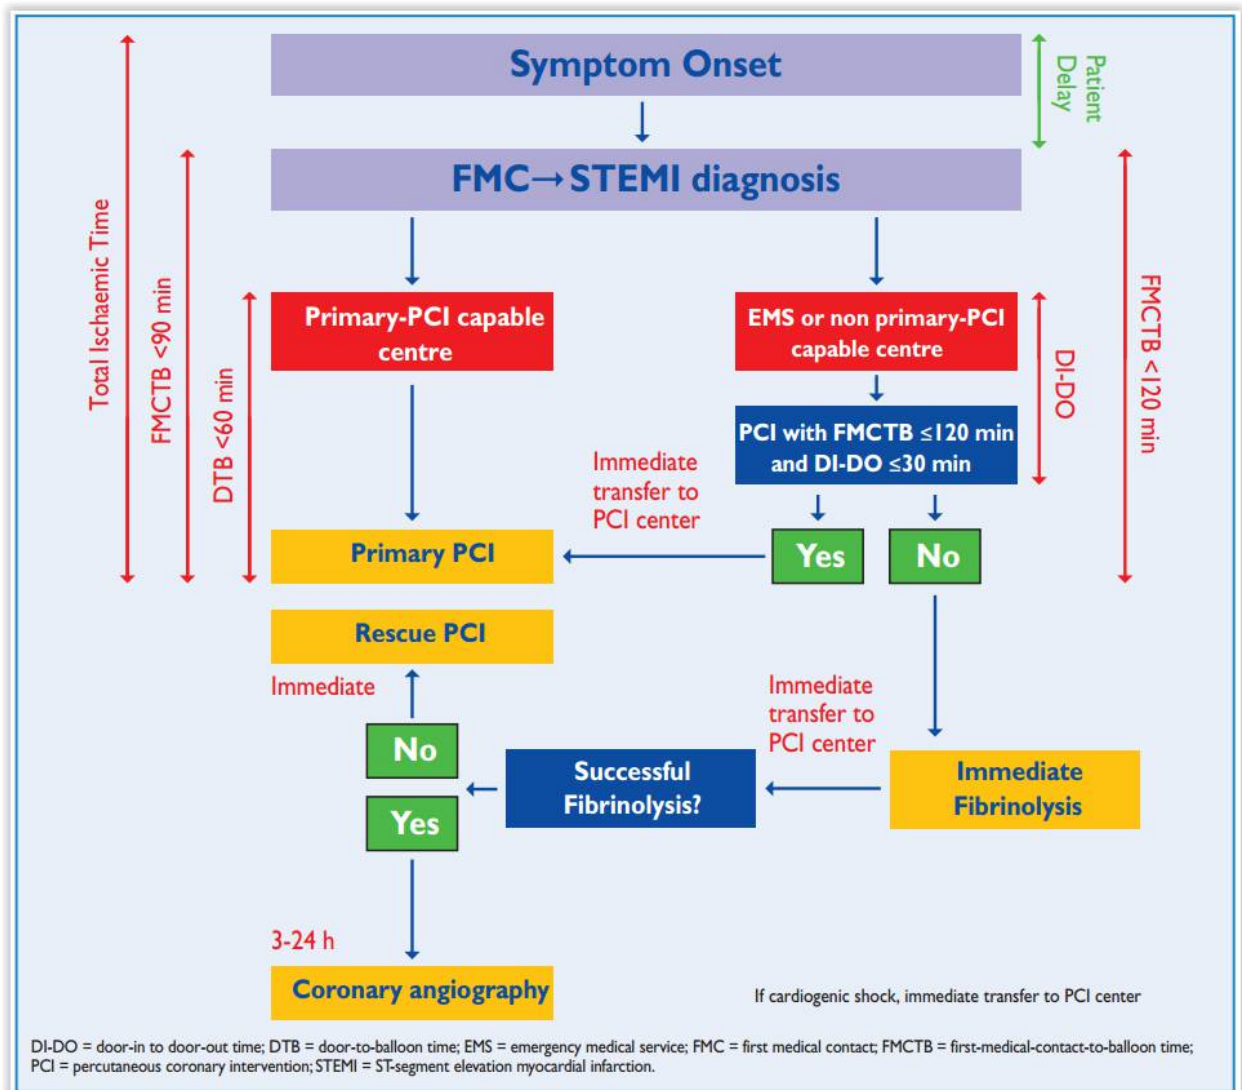 Symptom Onset
Patient
Delay
FMC→STEMI diagnosis
Total Ischaemic Time
FMCTB <90 min
DTB <60 min
Primary-PCI capable
centre
EMS or non primary-PCI
capable centre
DI-DO
FMCTB <120 min
PCI with FMCTB ≤120 min
and DI-DO ≤30 min
Immediate
transfer to
PCI center
Primary PCI
Yes
No
Rescue PCI
Immediate
Immediate
transfer to
PCI center
No
Yes
Successful
Fibrinolysis?
Immediate
Fibrinolysis
3-24 h
Coronary angiography
If cardiogenic shock, immediate transfer to PCI center
DI-DO = door-in to door-out time; DTB = door-to-balloon time; EMS = emergency medical service; FMC = first medical contact; FMCTB = first-medical-contact-to-balloon time;
PCI = percutaneous coronary intervention; STEMI = ST-segment elevation myocardial infarction.